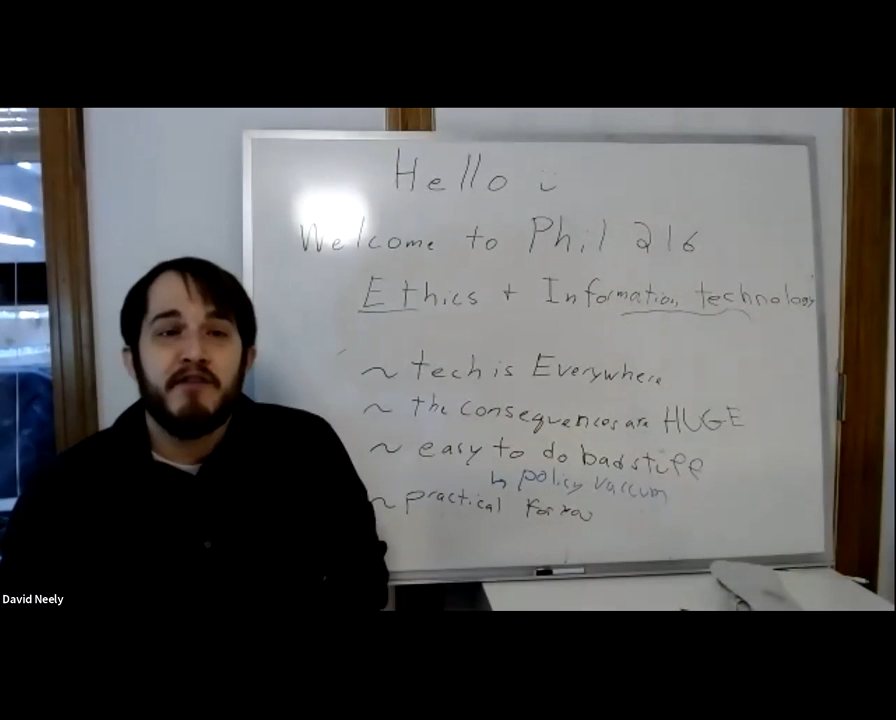 Hello
Welcome to Phil 216
Ethics + Information technology
~ tech is Everywhere
~ the consequences are HUGE
~ easy to do bad stuff
↳ policy vaccum
~ practical for you
David Neely